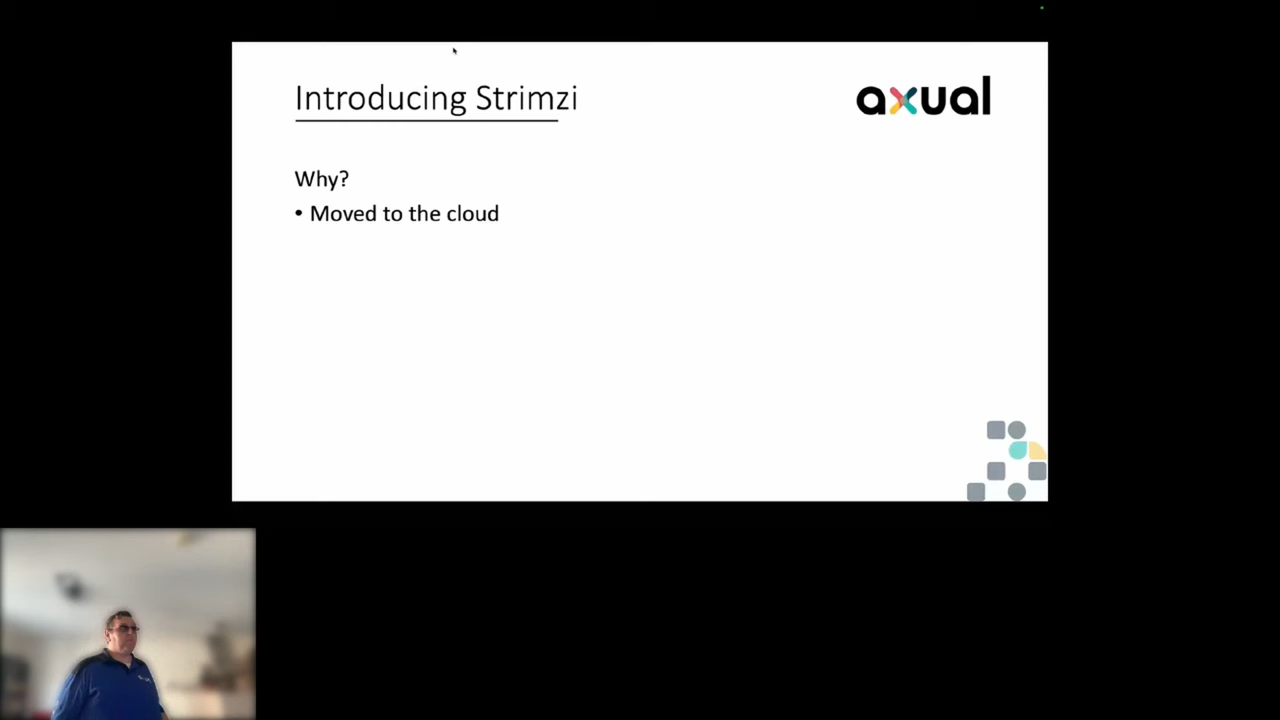 Introducing Strimzi
axual
Why?
• Moved to the cloud